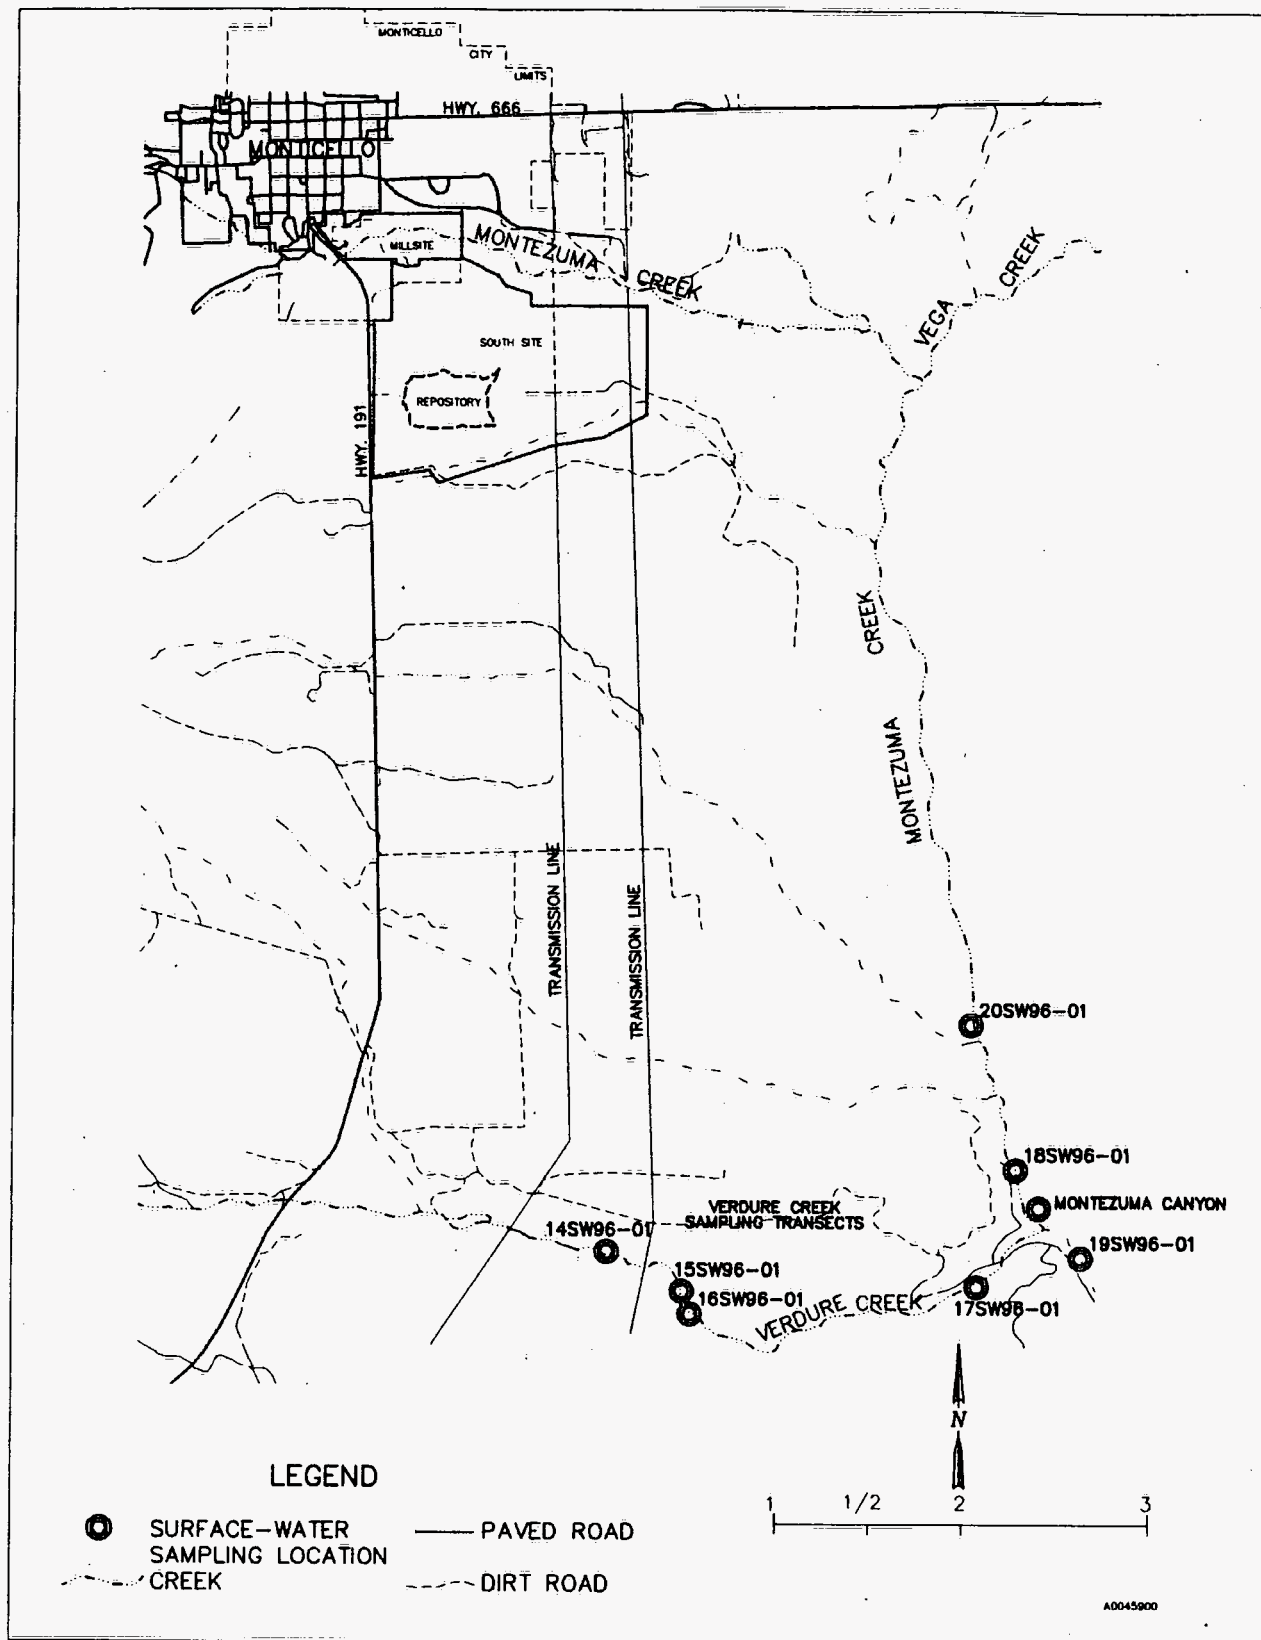 MONTICELLO
CITY
LIMITS
HWY. 666
MONTICELLO
MILLSITE
MONTEZUMA
CREEK
VEGA
CREEK
SOUTH SITE
REPOSITORY
HWY. 191
CREEK
MONTEZUMA
TRANSMISSION LINE
TRANSMISSION LINE
20SW96-01
18SW96-01
MONTEZUMA CANYON
VERDURE CREEK
SAMPLING TRANSECTS
14SW96-01
19SW96-01
15SW96-01
16SW96-01
VERDURE CREEK
17SW96-01
N
LEGEND
1 1/2 2 3
SURFACE-WATER
SAMPLING LOCATION
CREEK
PAVED ROAD
DIRT ROAD
A0045900